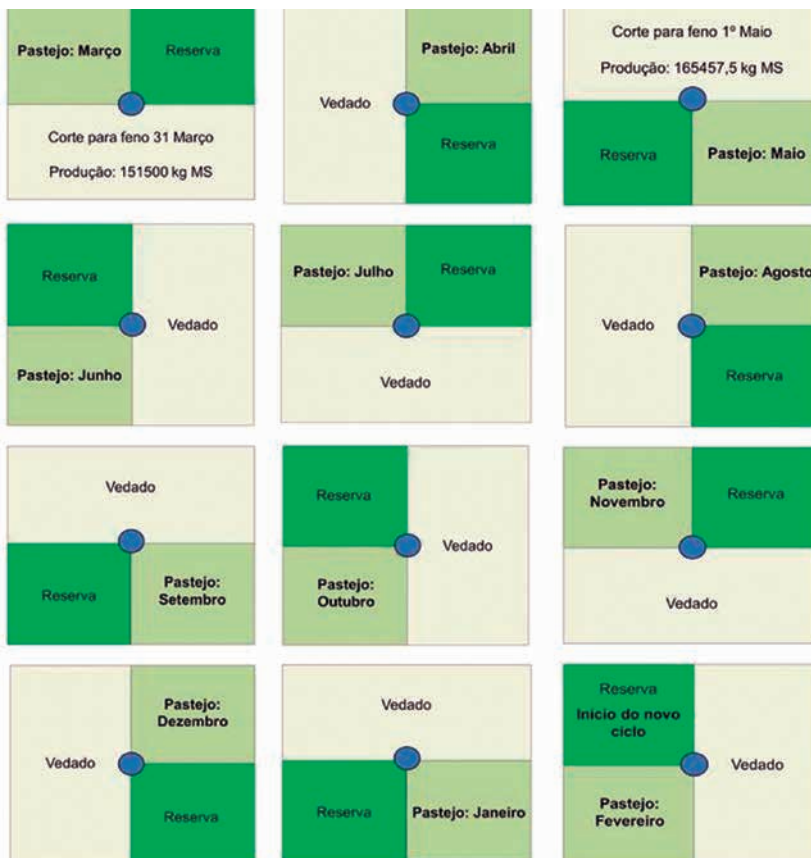 Pastejo: Março
Reserva
Corte para feno 31 Março
Produção: 151500 kg MS
Pastejo: Abril
Vedado
Reserva
Corte para feno 1º Maio
Produção: 165457,5 kg MS
Reserva
Pastejo: Maio
Reserva
Vedado
Pastejo: Junho
Pastejo: Julho
Reserva
Vedado
Pastejo: Agosto
Vedado
Reserva
Vedado
Reserva
Pastejo:
Setembro
Reserva
Vedado
Pastejo:
Outubro
Pastejo:
Novembro
Reserva
Vedado
Pastejo:
Dezembro
Vedado
Reserva
Vedado
Reserva
Pastejo: Janeiro
Reserva
Início do novo
ciclo
Vedado
Pastejo:
Fevereiro